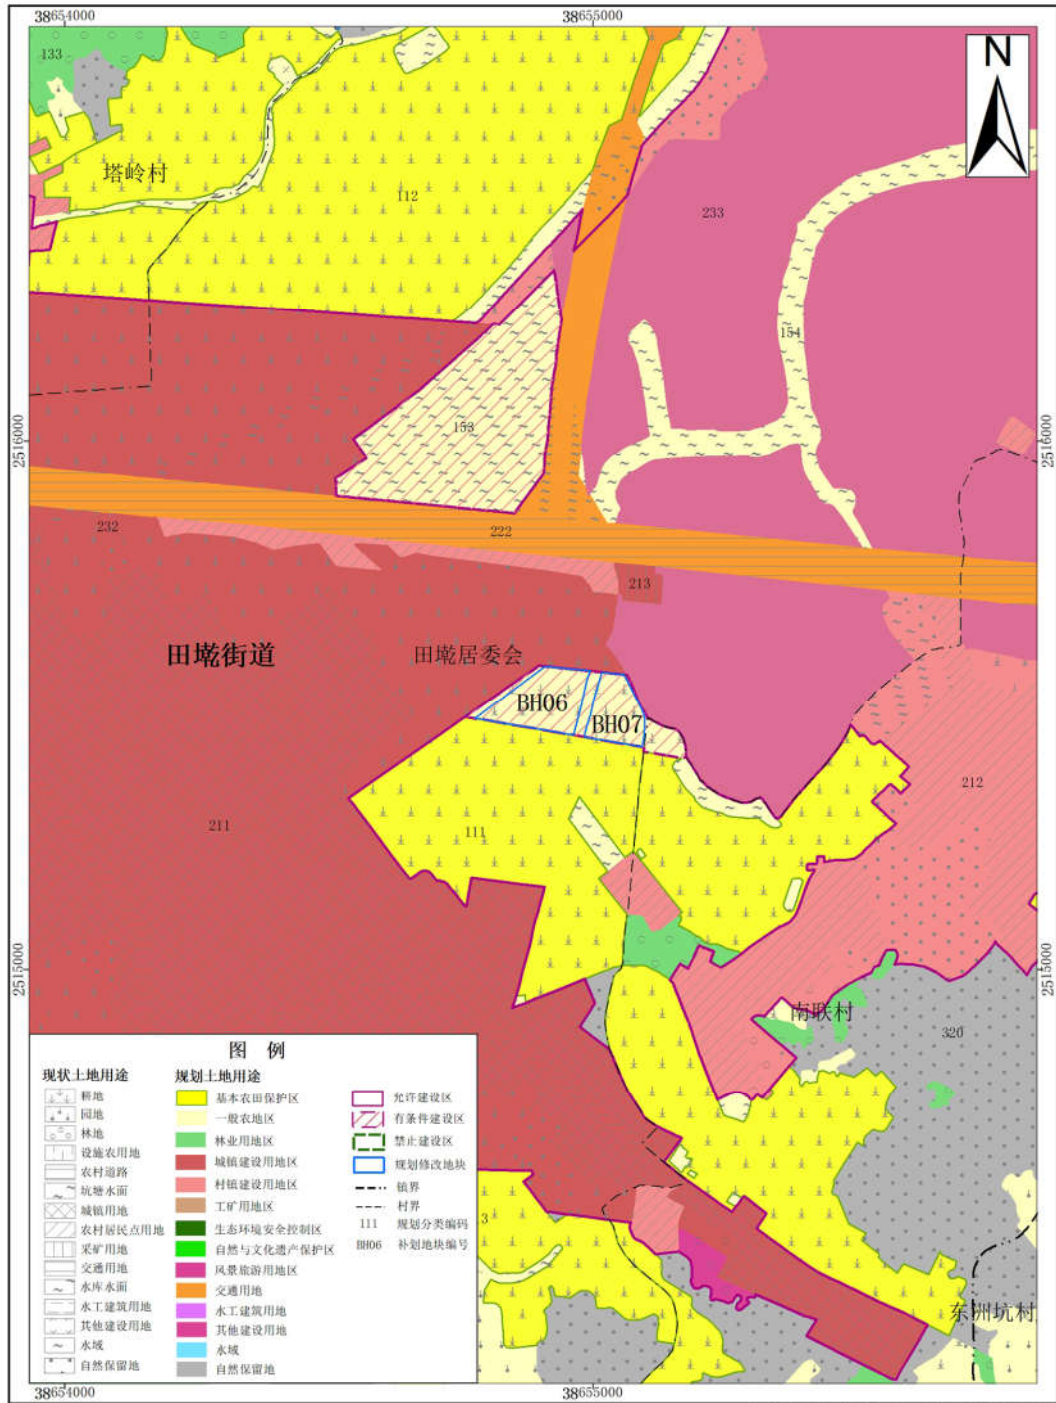 38654000
38655000
133
N
塔岭村
112
233
154
2516000
2516000
153
232
222
213
田墘街道
田墘居委会
BH06
BH07
212
211
111
2515000
2515000
南联村
320
图 例
现状土地用途
耕地
园地
林地
设施农用地
农村道路
坑塘水面
城镇用地
农村居民点用地
采矿用地
交通用地
水库水面
水工建筑用地
其他建设用地
水域
自然保留地
规划土地用途
基本农田保护区
一般农地区
林业用地区
城镇建设用地区
村镇建设用地区
工矿用地区
生态环境安全控制区
自然与文化遗产保护区
风景旅游用地区
交通用地
水工建筑用地
其他建设用地
水域
自然保留地
允许建设区
有条件建设区
禁止建设区
规划修改地块
镇界
村界
111 规划分类编码
BH06 补划地块编号
3
东洲坑村
38654000
38655000